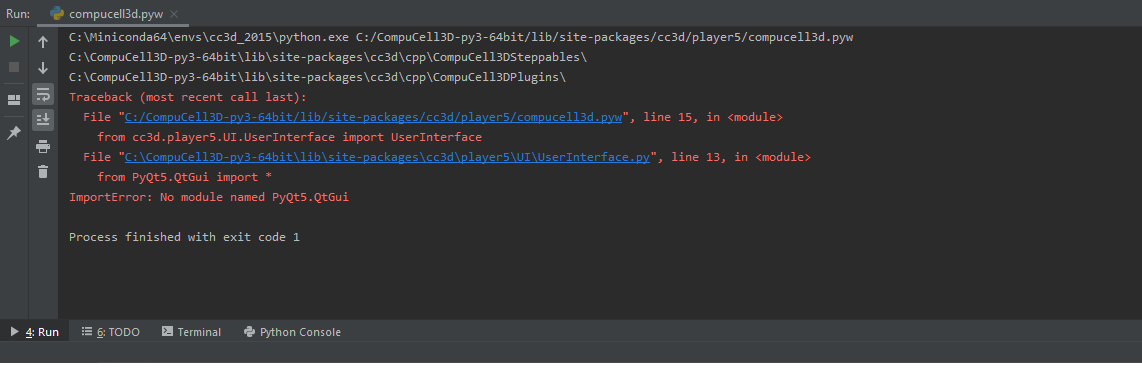 Run: compucell3d.pyw
C:\Miniconda64\envs\cc3d_2015\python.exe C:/CompuCell3D-py3-64bit/lib/site-packages/cc3d/player5/compucell3d.pyw
C:\CompuCell3D-py3-64bit\lib\site-packages\cc3d\cpp\CompuCell3DSteppables\
C:\CompuCell3D-py3-64bit\lib\site-packages\cc3d\cpp\CompuCell3DPlugins\
Traceback (most recent call last):
File "C:/CompuCell3D-py3-64bit/lib/site-packages/cc3d/player5/compucell3d.pyw", line 15, in <module>
from cc3d.player5.UI.UserInterface import UserInterface
File "C:\CompuCell3D-py3-64bit\lib\site-packages\cc3d\player5\UI\UserInterface.py", line 13, in <module>
from PyQt5.QtGui import *
ImportError: No module named PyQt5.QtGui
Process finished with exit code 1
4: Run 6: TODO Terminal Python Console